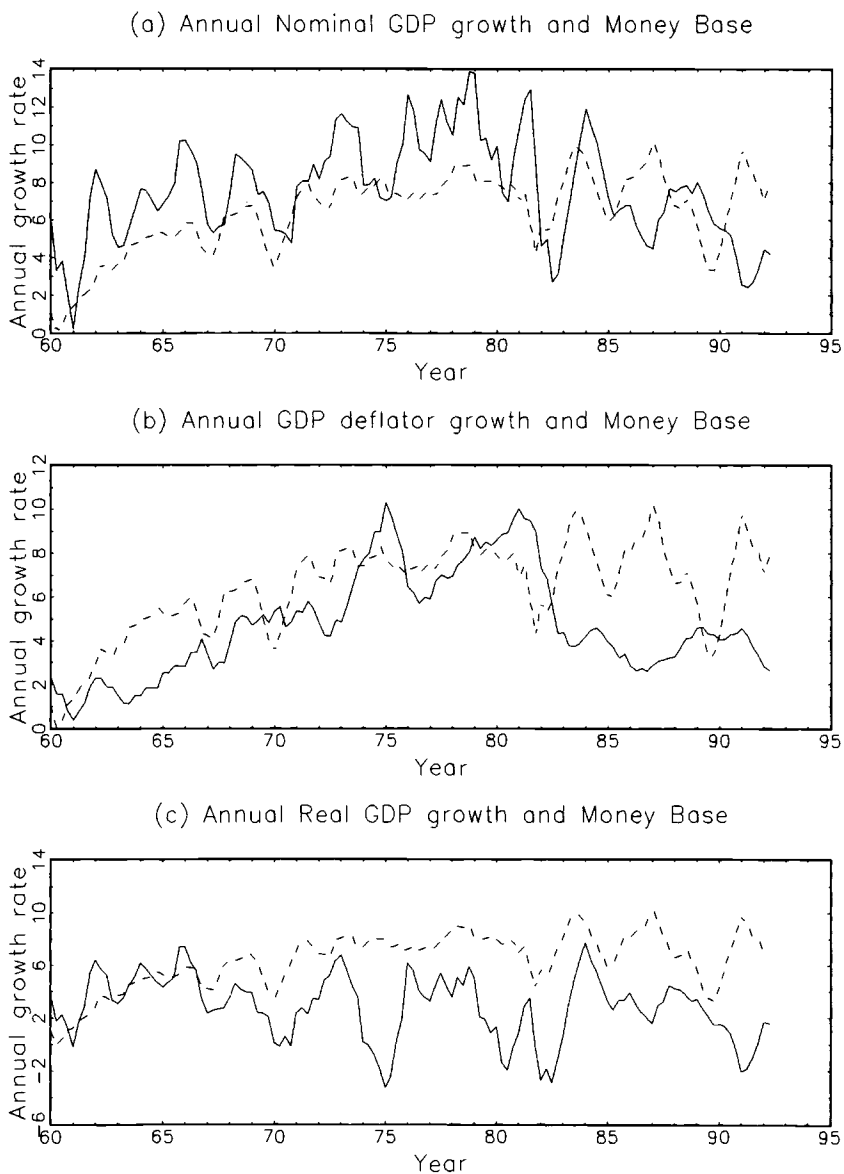 (a) Annual Nominal GDP growth and Money Base
Annual growth rate
14
12
10
8
6
4
2
0
60 65 70 75 80 85 90 95
Year
(b) Annual GDP deflator growth and Money Base
Annual growth rate
12
10
8
6
4
2
0
60 65 70 75 80 85 90 95
Year
(c) Annual Real GDP growth and Money Base
Annual growth rate
14
10
6
2
-2
-6
60 65 70 75 80 85 90 95
Year